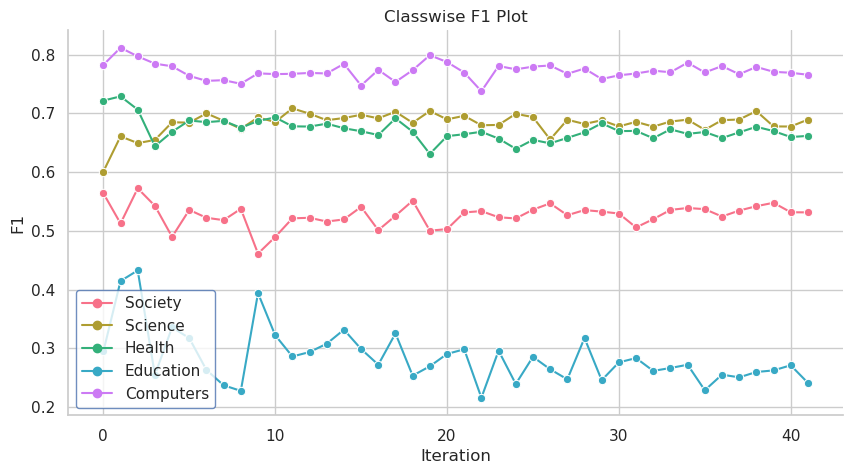 Classwise F1 Plot
F1
0.8
0.7
0.6
0.5
0.4
0.3
0.2
Society
Science
Health
Education
Computers
0 10 20 30 40
Iteration